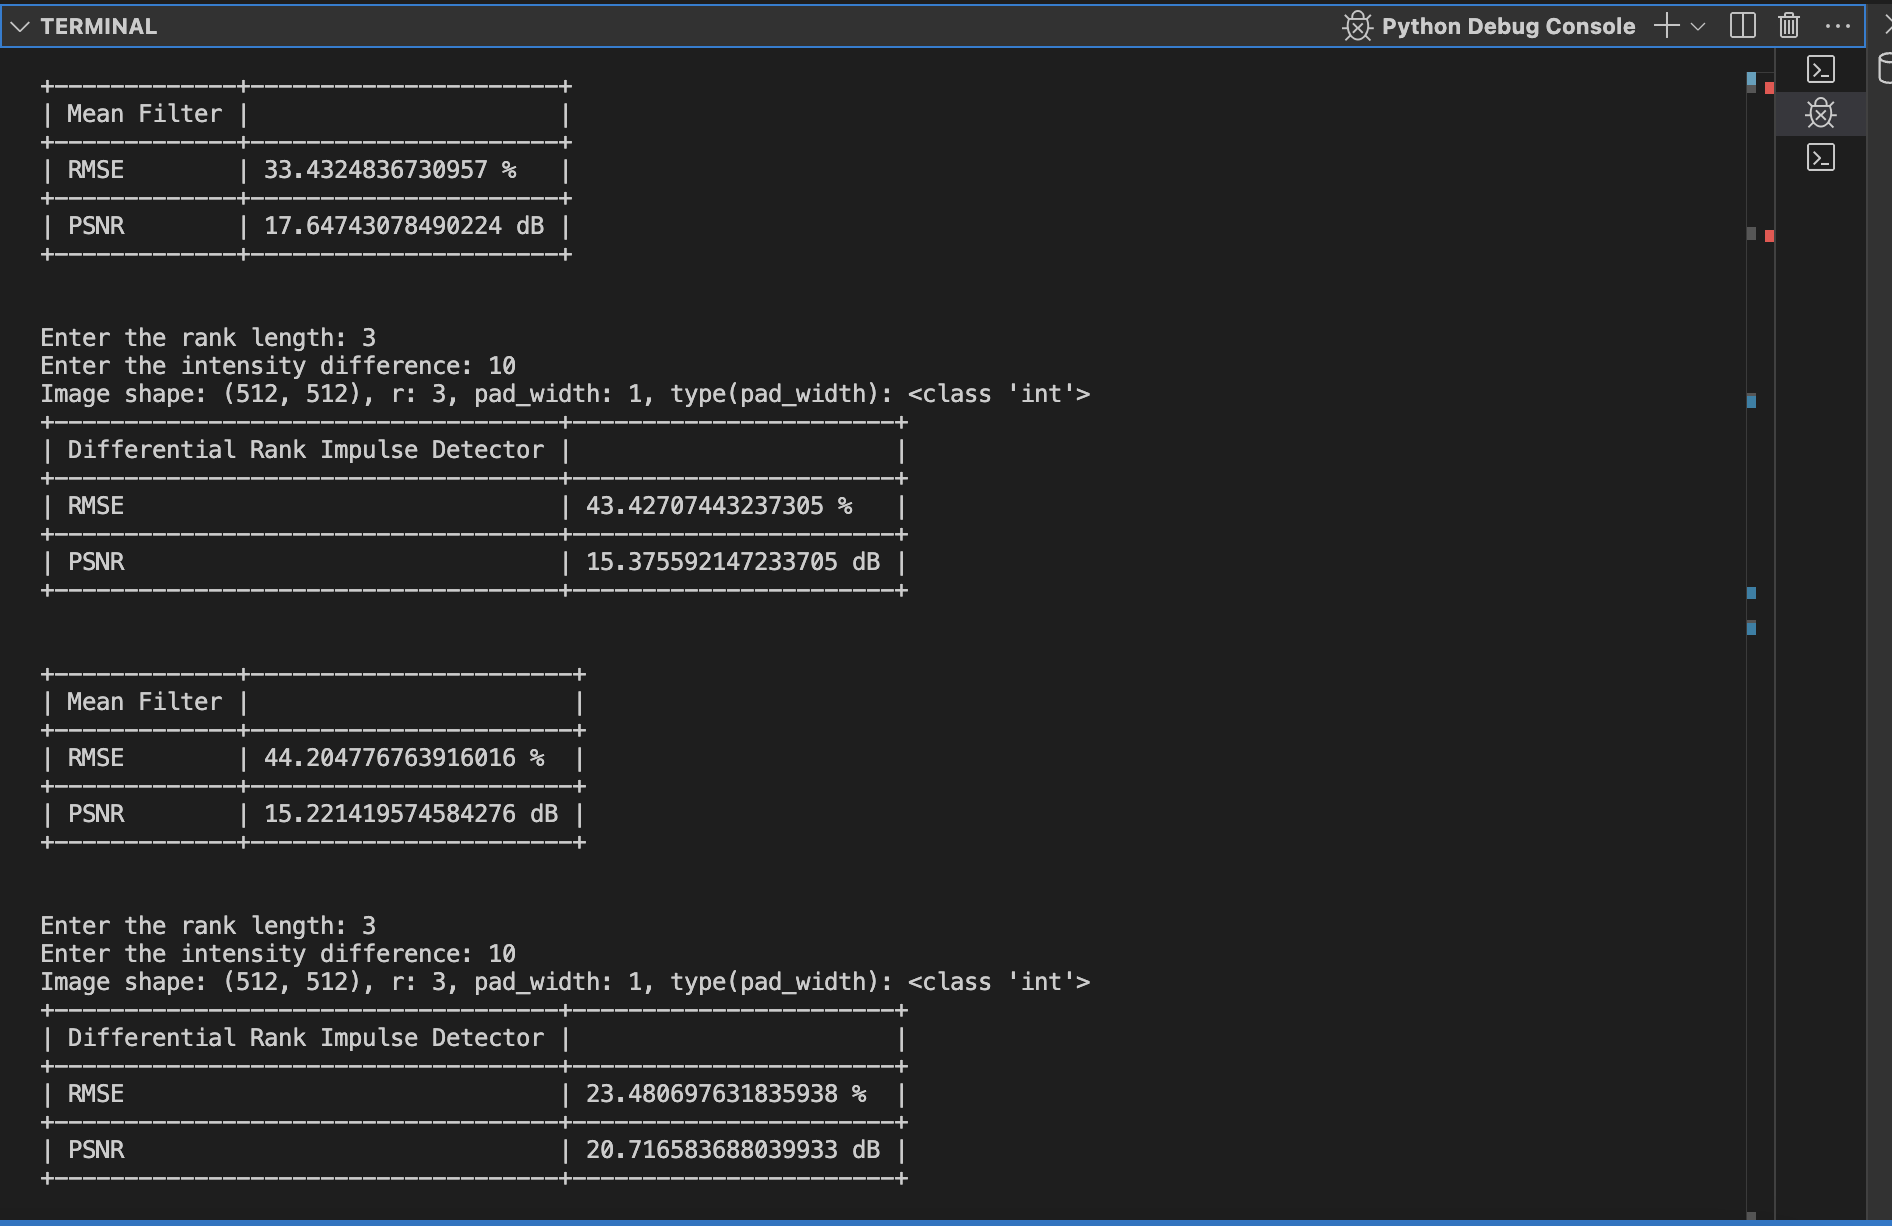 TERMINAL
Python Debug Console
+-------------+----------------------+
| Mean Filter |                      |
+-------------+----------------------+
| RMSE        | 33.4324836730957 %   |
+-------------+----------------------+
| PSNR        | 17.64743078490224 dB |
+-------------+----------------------+
Enter the rank length: 3
Enter the intensity difference: 10
Image shape: (512, 512), r: 3, pad_width: 1, type(pad_width): <class 'int'>
+------------------------------------+-----------------------+
| Differential Rank Impulse Detector |                       |
+------------------------------------+-----------------------+
| RMSE                               | 43.42707443237305 %   |
+------------------------------------+-----------------------+
| PSNR                               | 15.375592147233705 dB |
+------------------------------------+-----------------------+
+-------------+-----------------------+
| Mean Filter |                       |
+-------------+-----------------------+
| RMSE        | 44.204776763916016 %  |
+-------------+-----------------------+
| PSNR        | 15.221419574584276 dB |
+-------------+-----------------------+
Enter the rank length: 3
Enter the intensity difference: 10
Image shape: (512, 512), r: 3, pad_width: 1, type(pad_width): <class 'int'>
+------------------------------------+-----------------------+
| Differential Rank Impulse Detector |                       |
+------------------------------------+-----------------------+
| RMSE                               | 23.480697631835938 %  |
+------------------------------------+-----------------------+
| PSNR                               | 20.716583688039933 dB |
+------------------------------------+-----------------------+